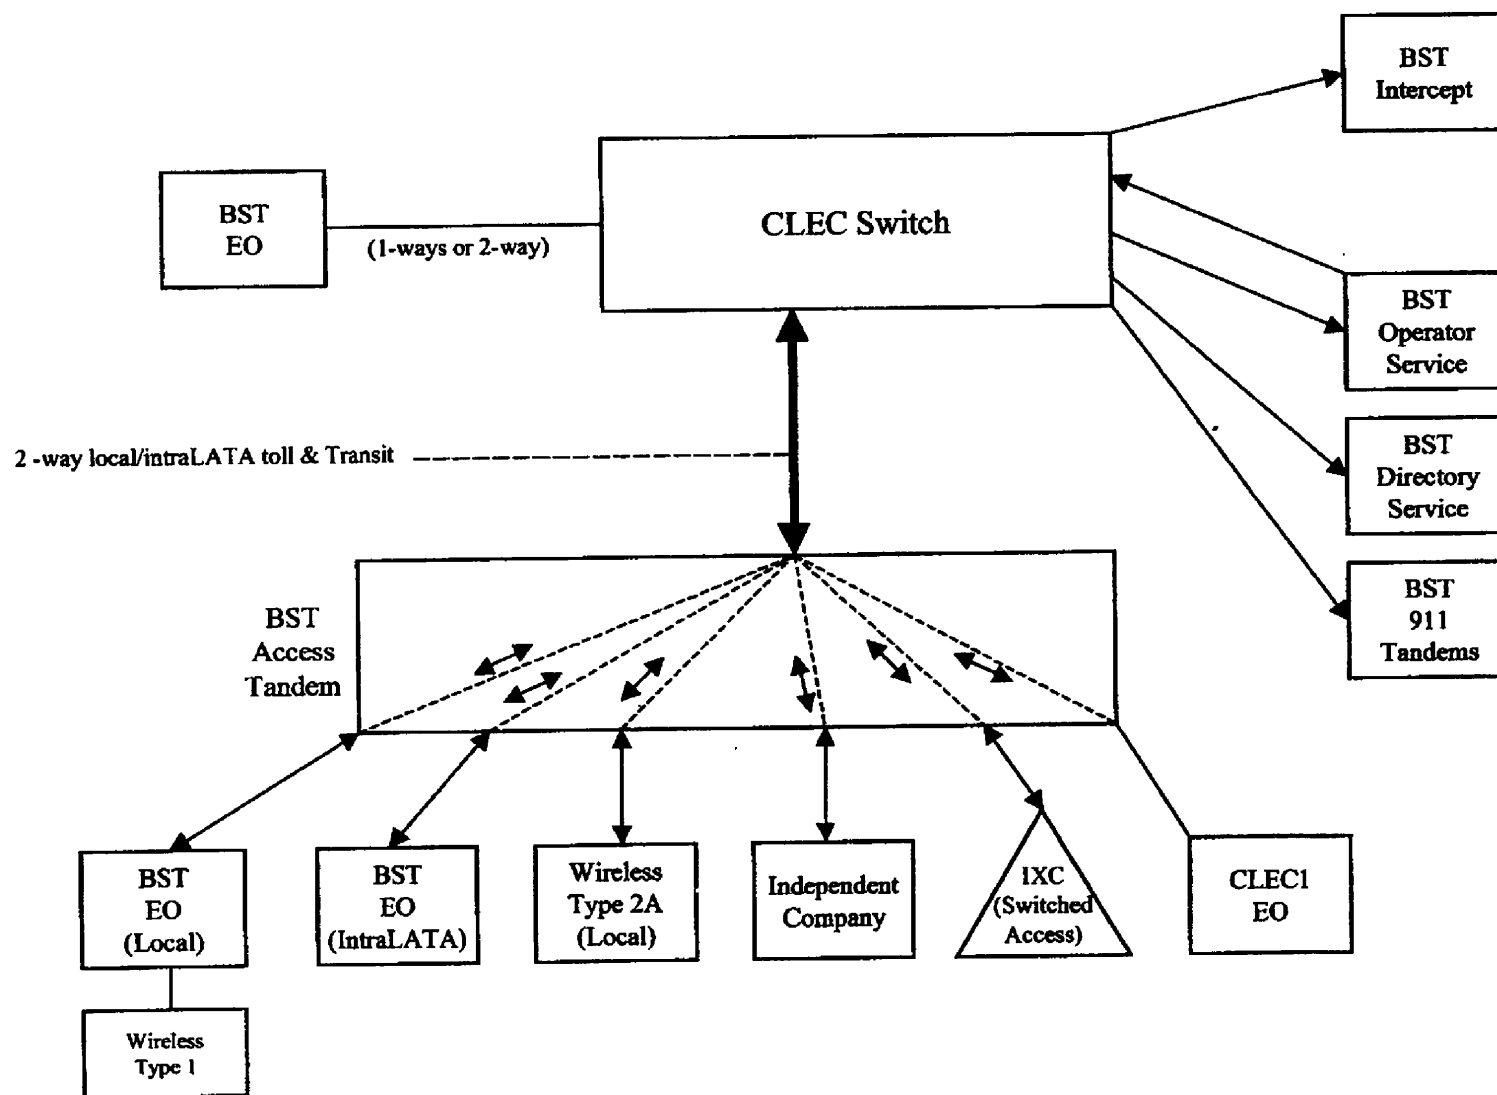 BST
Intercept
BST
EO
(1-ways or 2-way)
CLEC Switch
BST
Operator
Service
2 -way local/intraLATA toll & Transit
BST
Directory
Service
BST
911
Tandems
BST
Access
Tandem
BST
EO
(Local)
BST
EO
(IntraLATA)
Wireless
Type 2A
(Local)
Independent
Company
IXC
(Switched
Access)
CLEC1
EO
Wireless
Type 1